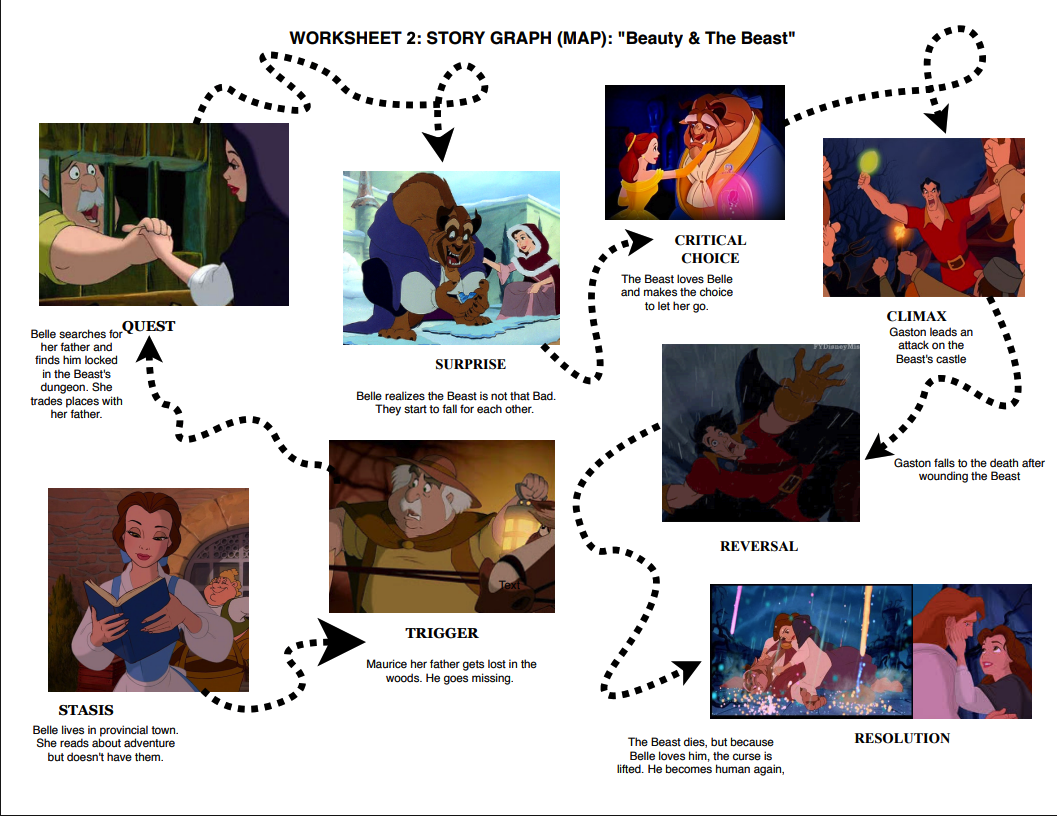 WORKSHEET 2: STORY GRAPH (MAP): "Beauty & The Beast"
STASIS
Belle lives in provincial town.
She reads about adventure
but doesn't have them.
Text
TRIGGER
Maurice her father gets lost in the
woods. He goes missing.
QUEST
Belle searches for
her father and
finds him locked
in the Beast's
dungeon. She
trades places with
her father.
SURPRISE
Belle realizes the Beast is not that Bad.
They start to fall for each other.
CRITICAL
CHOICE
The Beast loves Belle
and makes the choice
to let her go.
CLIMAX
Gaston leads an
attack on the
Beast's castle
Gaston falls to the death after
wounding the Beast
REVERSAL
RESOLUTION
The Beast dies, but because
Belle loves him, the curse is
lifted. He becomes human again,